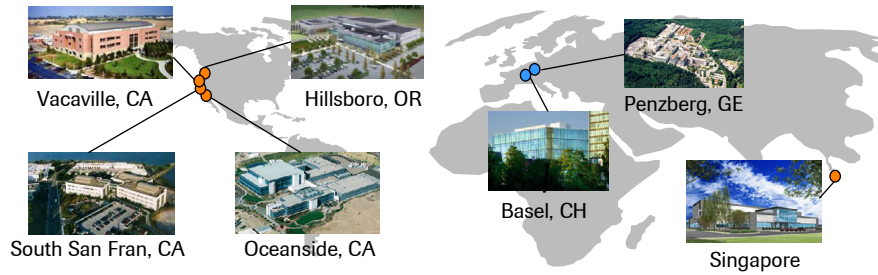 Vacaville, CA
Hillsboro, OR
Penzberg, GE
South San Fran, CA
Oceanside, CA
Basel, CH
Singapore